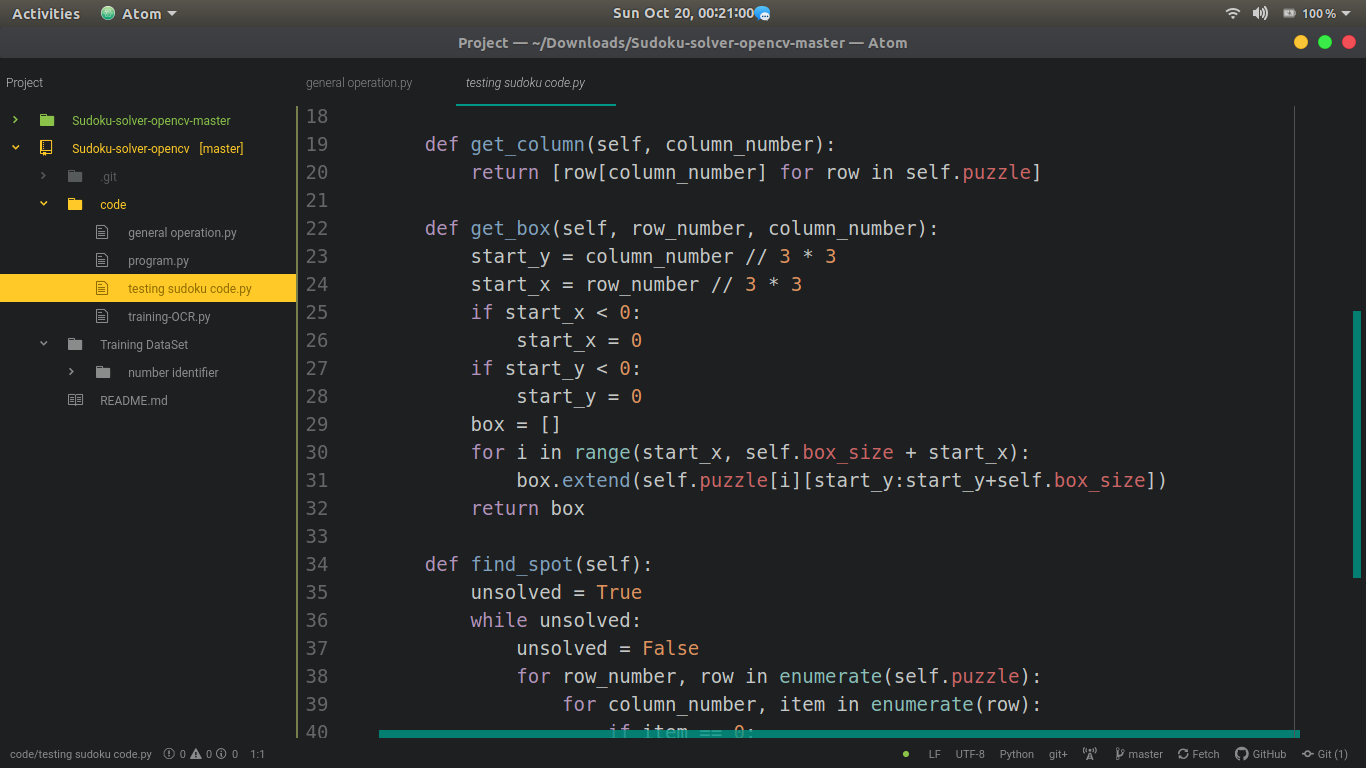 Activities Atom Sun Oct 20, 00:21:00 100 %
Project — ~/Downloads/Sudoku-solver-opencv-master — Atom
Project general operation.py testing sudoku code.py
Sudoku-solver-opencv-master
Sudoku-solver-opencv [master]
.git
code
general operation.py
program.py
testing sudoku code.py
training-OCR.py
Training DataSet
number identifier
README.md
18
19 def get_column(self, column_number):
20 return [row[column_number] for row in self.puzzle]
21
22 def get_box(self, row_number, column_number):
23 start_y = column_number // 3 * 3
24 start_x = row_number // 3 * 3
25 if start_x < 0:
26 start_x = 0
27 if start_y < 0:
28 start_y = 0
29 box = []
30 for i in range(start_x, self.box_size + start_x):
31 box.extend(self.puzzle[i][start_y:start_y+self.box_size])
32 return box
33
34 def find_spot(self):
35 unsolved = True
36 while unsolved:
37 unsolved = False
38 for row_number, row in enumerate(self.puzzle):
39 for column_number, item in enumerate(row):
40 if item == 0:
code/testing sudoku code.py 0 0 0 1:1 LF UTF-8 Python git+ master Fetch GitHub Git (1)